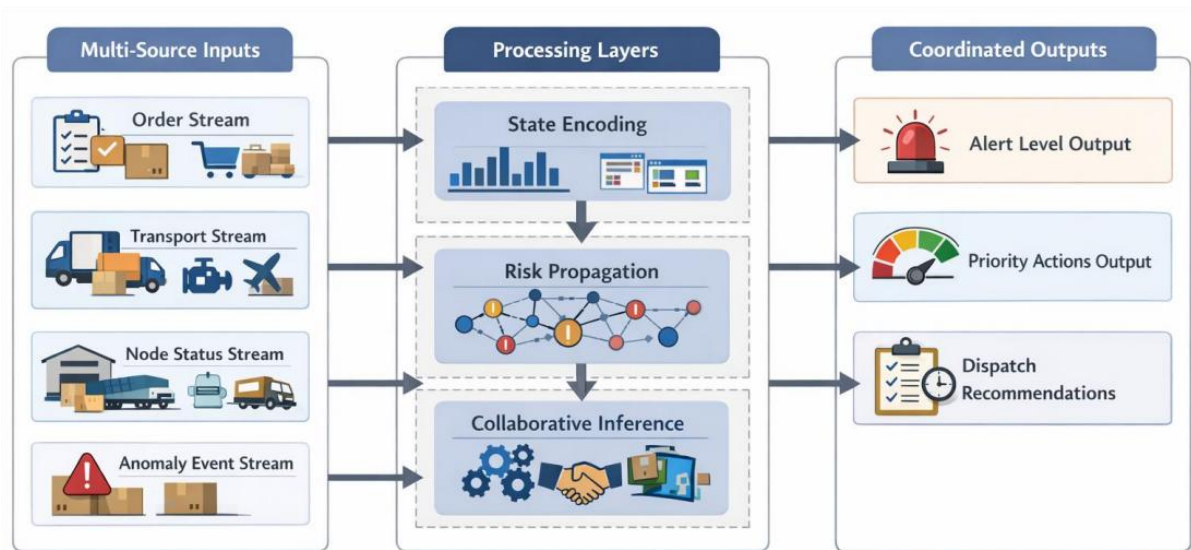 Multi-Source Inputs
Order Stream
Transport Stream
Node Status Stream
Anomaly Event Stream
Processing Layers
State Encoding
Risk Propagation
Collaborative Inference
Coordinated Outputs
Alert Level Output
Priority Actions Output
Dispatch
Recommendations